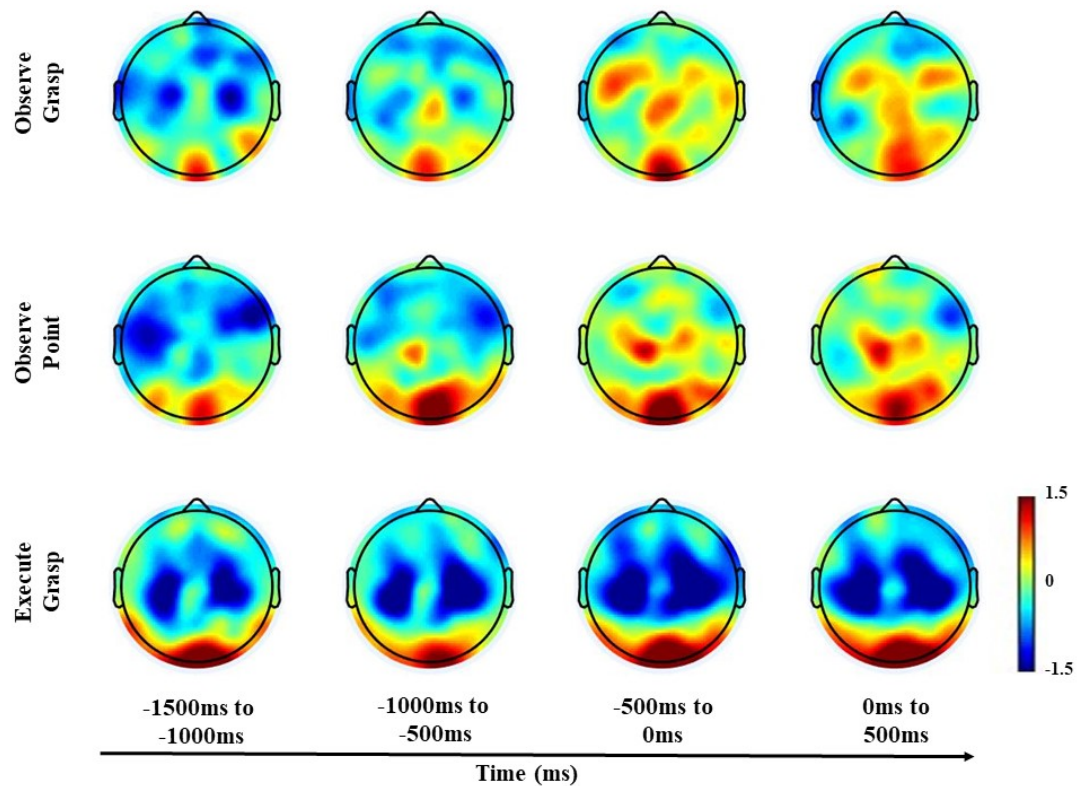 Observe
Grasp
Observe
Point
Execute
Grasp
1.5
0
-1.5
-1500ms to
-1000ms
-1000ms to
-500ms
-500ms to
0ms
0ms to
500ms
Time (ms)